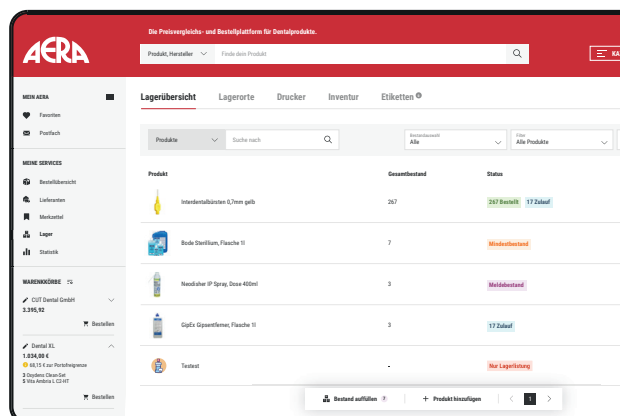 AERA
Die Preisvergleichs- und Bestellplattform für Dentalprodukte.
Produkt, Hersteller Finde dein Produkt
KA
MEIN AERA
Favoriten
Postfach
MEINE SERVICES
Bestellübersicht
Lieferanten
Merkzettel
Lager
Statistik
WARENKÖRBE
CUT Dental GmbH
3.395,92
Bestellen
Dental XL
1.034,00 €
68,15 € zur Portofreigrenze
3 Oxydens Clean-Set
5 Vita Ambria L C2-HT
Bestellen
Lagerübersicht Lagerorte Drucker Inventur Etiketten
Produkte Suche nach
Bestandsauswahl
Alle
Filter
Alle Produkte
Produkt Gesamtbestand Status
Interdentalbürsten 0,7mm gelb 267 267 Bestellt 17 Zulauf
Bode Sterillium, Flasche 1l 7 Mindestbestand
Neodisher IP Spray, Dose 400ml 3 Meldebestand
GipEx Gipsentferner, Flasche 1l 3 17 Zulauf
Testest - Nur Lagerlistung
Bestand auffüllen ? + Produkt hinzufügen 1